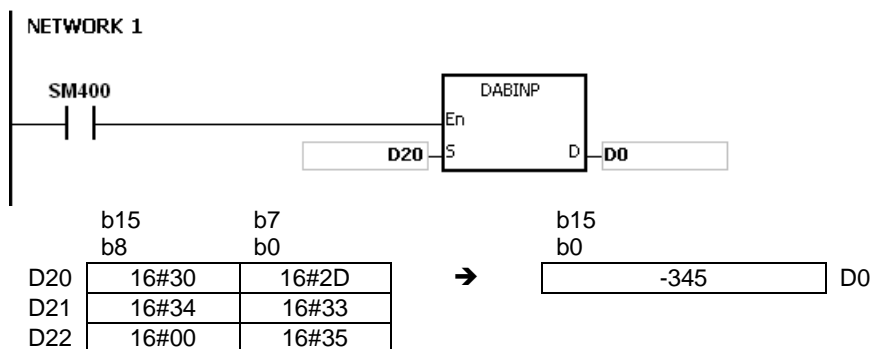 NETWORK 1
SM400
DABINP
En
D20 S D D0
b15 b7 b15
b8 b0 b0
D20 16#30 16#2D ➔ -345 D0
D21 16#34 16#33
D22 16#00 16#35